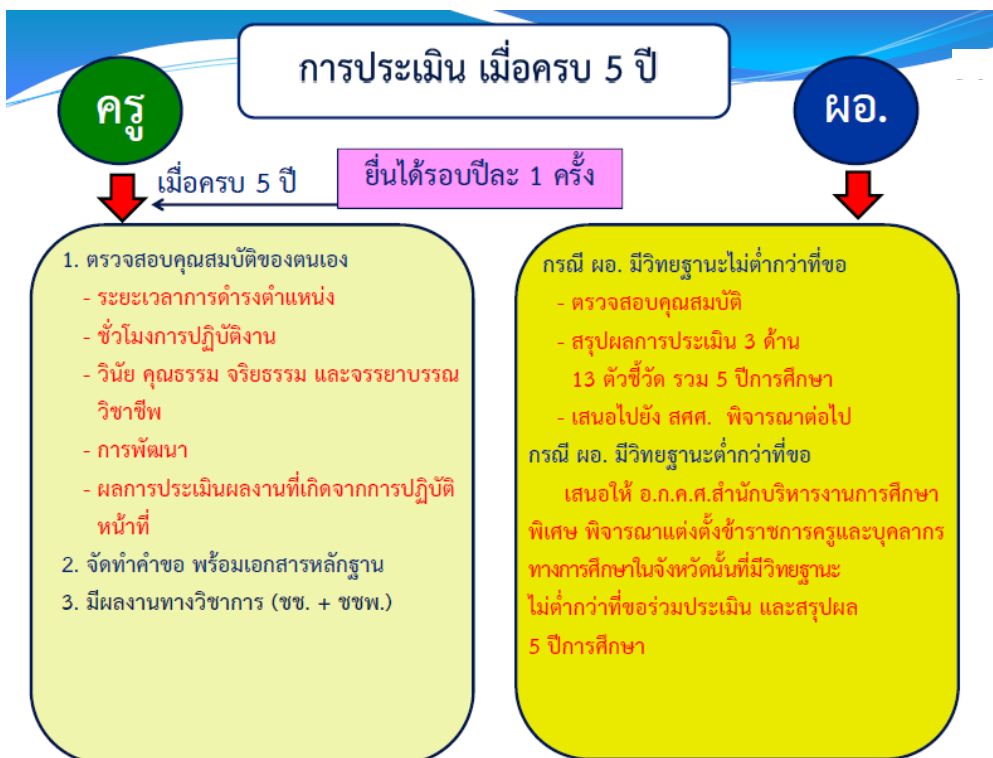 การประเมิน เมื่อครบ 5 ปี
ครู
ผอ.
เมื่อครบ 5 ปี
ยื่นได้รอบปีละ 1 ครั้ง
1. ตรวจสอบคุณสมบัติของตนเอง
- ระยะเวลาการดำรงตำแหน่ง
- ชั่วโมงการปฏิบัติงาน
- วินัย คุณธรรม จริยธรรม และจรรยาบรรณ
วิชาชีพ
- การพัฒนา
- ผลการประเมินผลงานที่เกิดจากการปฏิบัติ
หน้าที่
2. จัดทำคำขอ พร้อมเอกสารหลักฐาน
3. มีผลงานทางวิชาการ (ชช. + ชชพ.)
กรณี ผอ. มีวิทยฐานะไม่ต่ำกว่าที่ขอ
- ตรวจสอบคุณสมบัติ
- สรุปผลการประเมิน 3 ด้าน
13 ตัวชี้วัด รวม 5 ปีการศึกษา
- เสนอไปยัง สศศ. พิจารณาต่อไป
กรณี ผอ. มีวิทยฐานะต่ำกว่าที่ขอ
เสนอให้ อ.ก.ค.ศ.สำนักบริหารงานการศึกษา
พิเศษ พิจารณาแต่งตั้งข้าราชการครูและบุคลากร
ทางการศึกษาในจังหวัดนั้นที่มีวิทยฐานะ
ไม่ต่ำกว่าที่ขอร่วมประเมิน และสรุปผล
5 ปีการศึกษา